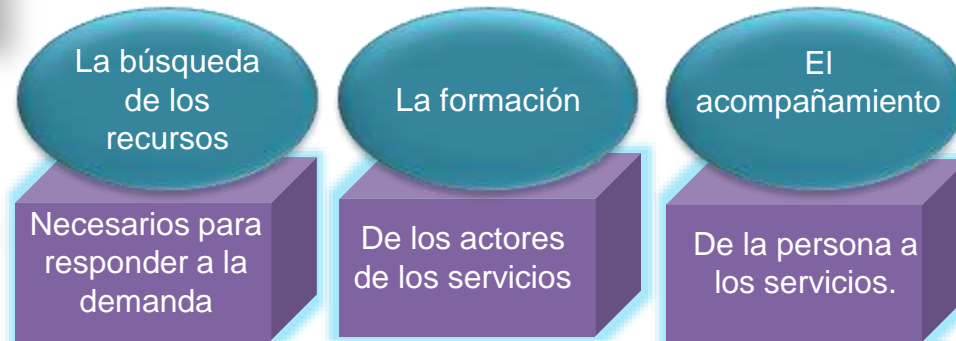 La búsqueda
de los
recursos
Necesarios para
responder a la
demanda
La formación
De los actores
de los servicios
El
acompañamiento
De la persona a
los servicios.